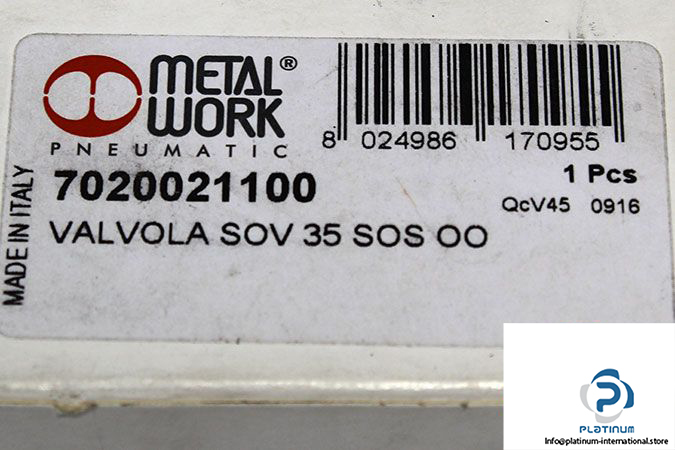 METAL®
WORK
PNEUMATIC
8 024986 170955
7020021100
1 Pcs
QcV45 0916
VALVOLA SOV 35 SOS OO
MADE IN ITALY
PLATINUM
Info@platinum-international.store